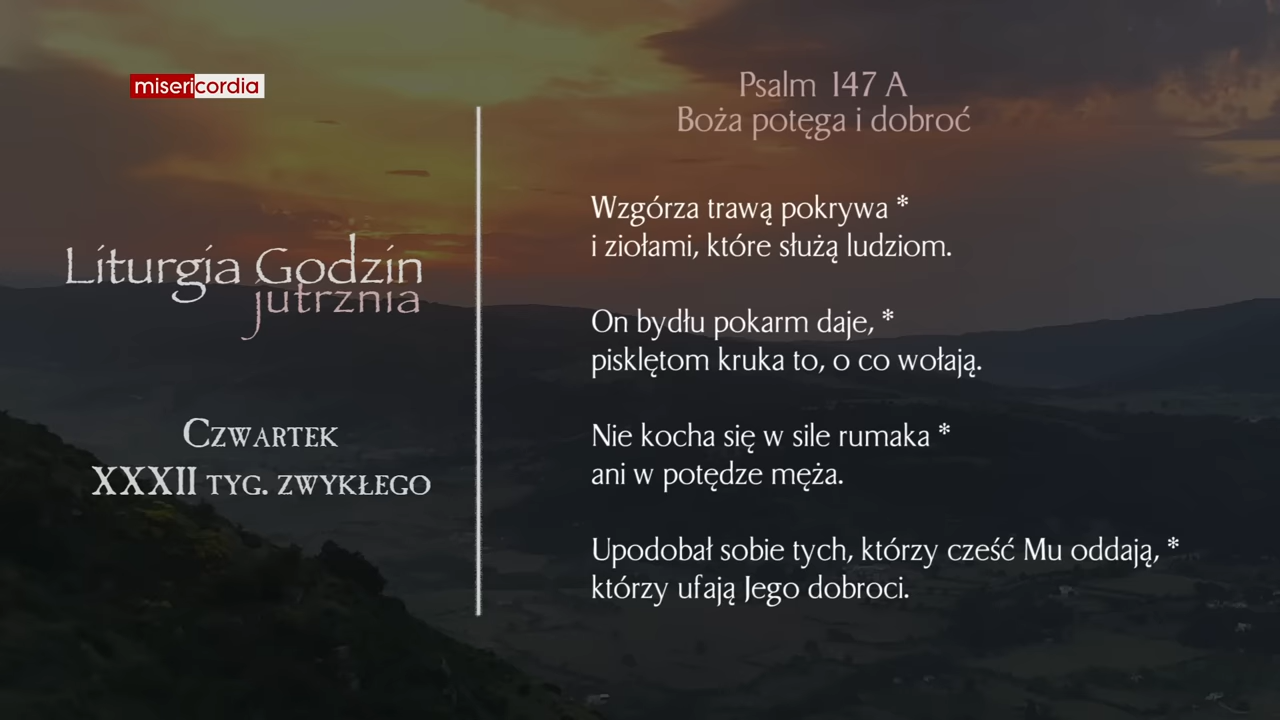 misericordia
Liturgia Godzin
jutrznia
Czwartek
XXXII tyg. zwykłego
Psalm 147 A
Boża potęga i dobroć
Wzgórza trawą pokrywa *
i ziołami, które służą ludziom.
On bydłu pokarm daje, *
pisklętom kruka to, o co wołają.
Nie kocha się w sile rumaka *
ani w potędze męża.
Upodobał sobie tych, którzy cześć Mu oddają, *
którzy ufają Jego dobroci.